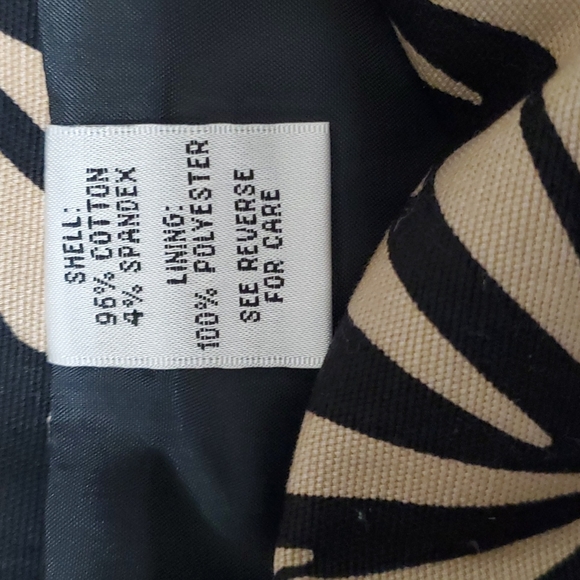 SHELL:
96% COTTON
4% SPANDEX
LINING:
100% POLYESTER
SEE REVERSE
FOR CARE